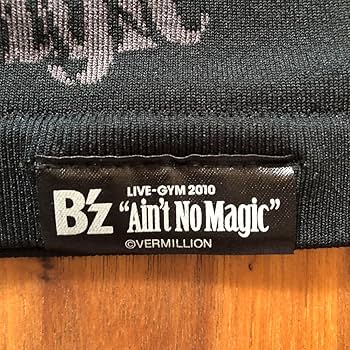 LIVE-GYM 2010
B'z "Ain't No Magic"
©VERMILLION